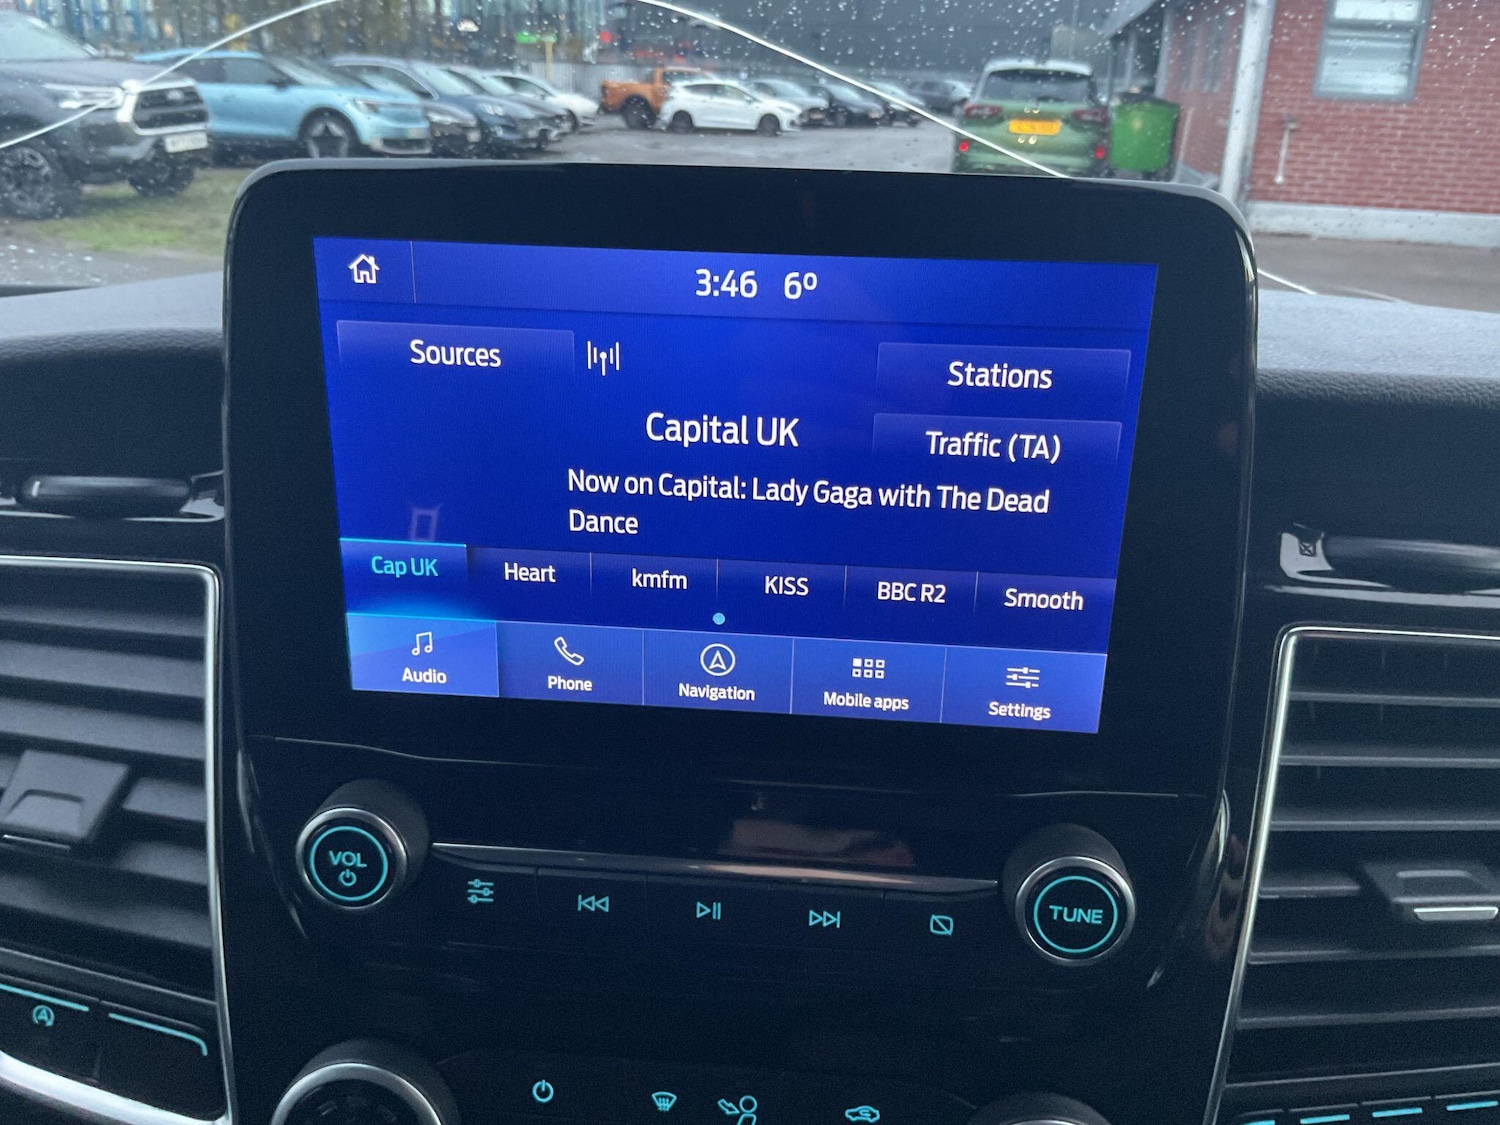 3:46 6º
Sources
Stations
Capital UK
Traffic (TA)
Now on Capital: Lady Gaga with The Dead
Dance
Cap UK Heart kmfm KISS BBC R2 Smooth
Audio Phone Navigation Mobile apps Settings
VOL
TUNE
A